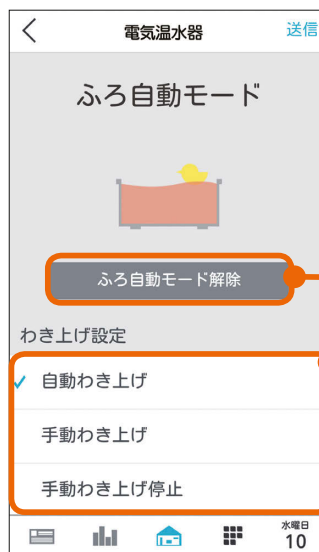 電気温水器
送信
ふろ自動モード
ふろ自動モード解除
わき上げ設定
自動わき上げ
手動わき上げ
手動わき上げ停止
水曜日
10